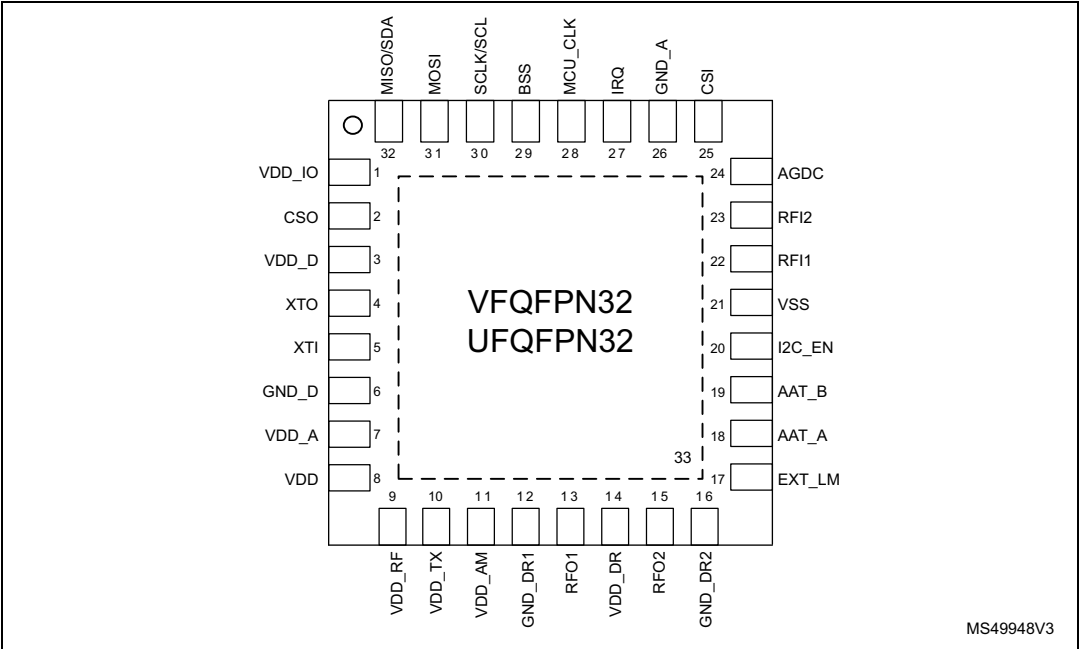 MISO/SDA
MOSI
SCLK/SCL
BSS
MCU_CLK
IRQ
GND_A
CSI
32
31
30
29
28
27
26
25
VDD_IO 1
CSO 2
VDD_D 3
XTO 4
XTI 5
GND_D 6
VDD_A 7
VDD 8
24 AGDC
23 RFI2
22 RFI1
21 VSS
20 I2C_EN
19 AAT_B
18 AAT_A
17 EXT_LM
VFQFPN32
UFQFPN32
33
9
10
11
12
13
14
15
16
VDD_RF
VDD_TX
VDD_AM
GND_DR1
RFO1
VDD_DR
RFO2
GND_DR2
MS49948V3